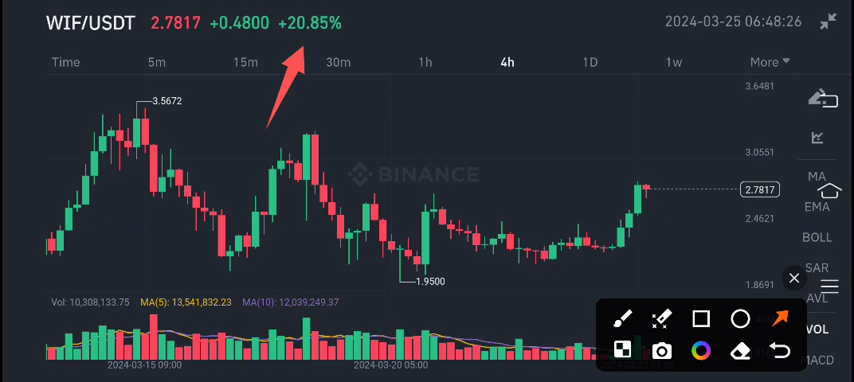 WIF/USDT 2.7817 +0.4800 +20.85% 2024-03-25 06:48:26
Time 5m 15m 30m 1h 4h 1D 1w More
3.6481
3.5672
3.0551
BINANCE
MA
2.7817
EMA
2.4621
BOLL
SAR
1.9500
1.8691
AVL
Vol: 10,308,133.75 MA(5): 13,541,832.23 MA(10): 12,039,249.37
VOL
MACD
2024-03-15 09:00 2024-03-20 05:00